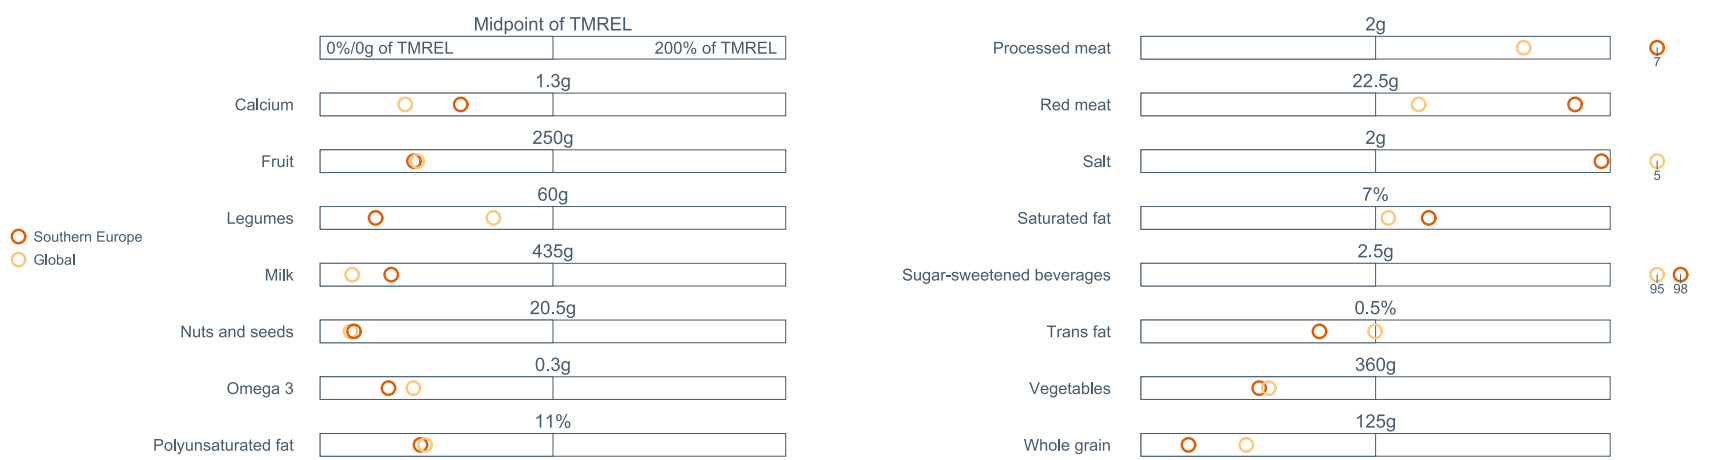 Midpoint of TMREL
0%/0g of TMREL 200% of TMREL
Calcium 1.3g
Fruit 250g
Legumes 60g
Milk 435g
Nuts and seeds 20.5g
Omega 3 0.3g
Polyunsaturated fat 11%
Southern Europe
Global
Processed meat 2g 7
Red meat 22.5g
Salt 2g 5
Saturated fat 7%
Sugar-sweetened beverages 2.5g 95 98
Trans fat 0.5%
Vegetables 360g
Whole grain 125g